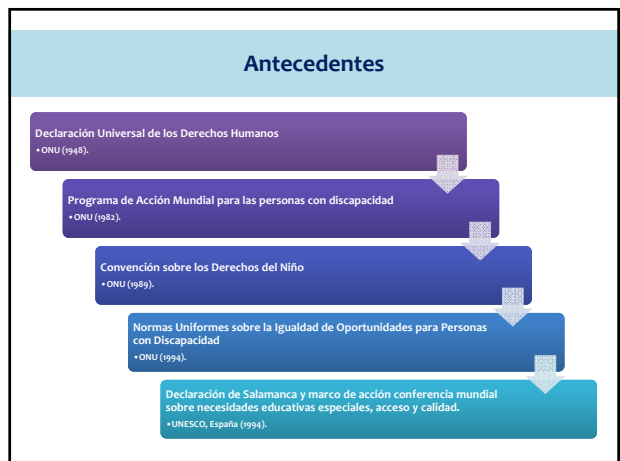 Antecedentes
Declaración Universal de los Derechos Humanos
•ONU (1948).
Programa de Acción Mundial para las personas con discapacidad
•ONU (1982).
Convención sobre los Derechos del Niño
•ONU (1989).
Normas Uniformes sobre la Igualdad de Oportunidades para Personas
con Discapacidad
•ONU (1994).
Declaración de Salamanca y marco de acción conferencia mundial
sobre necesidades educativas especiales, acceso y calidad.
•UNESCO, España (1994).